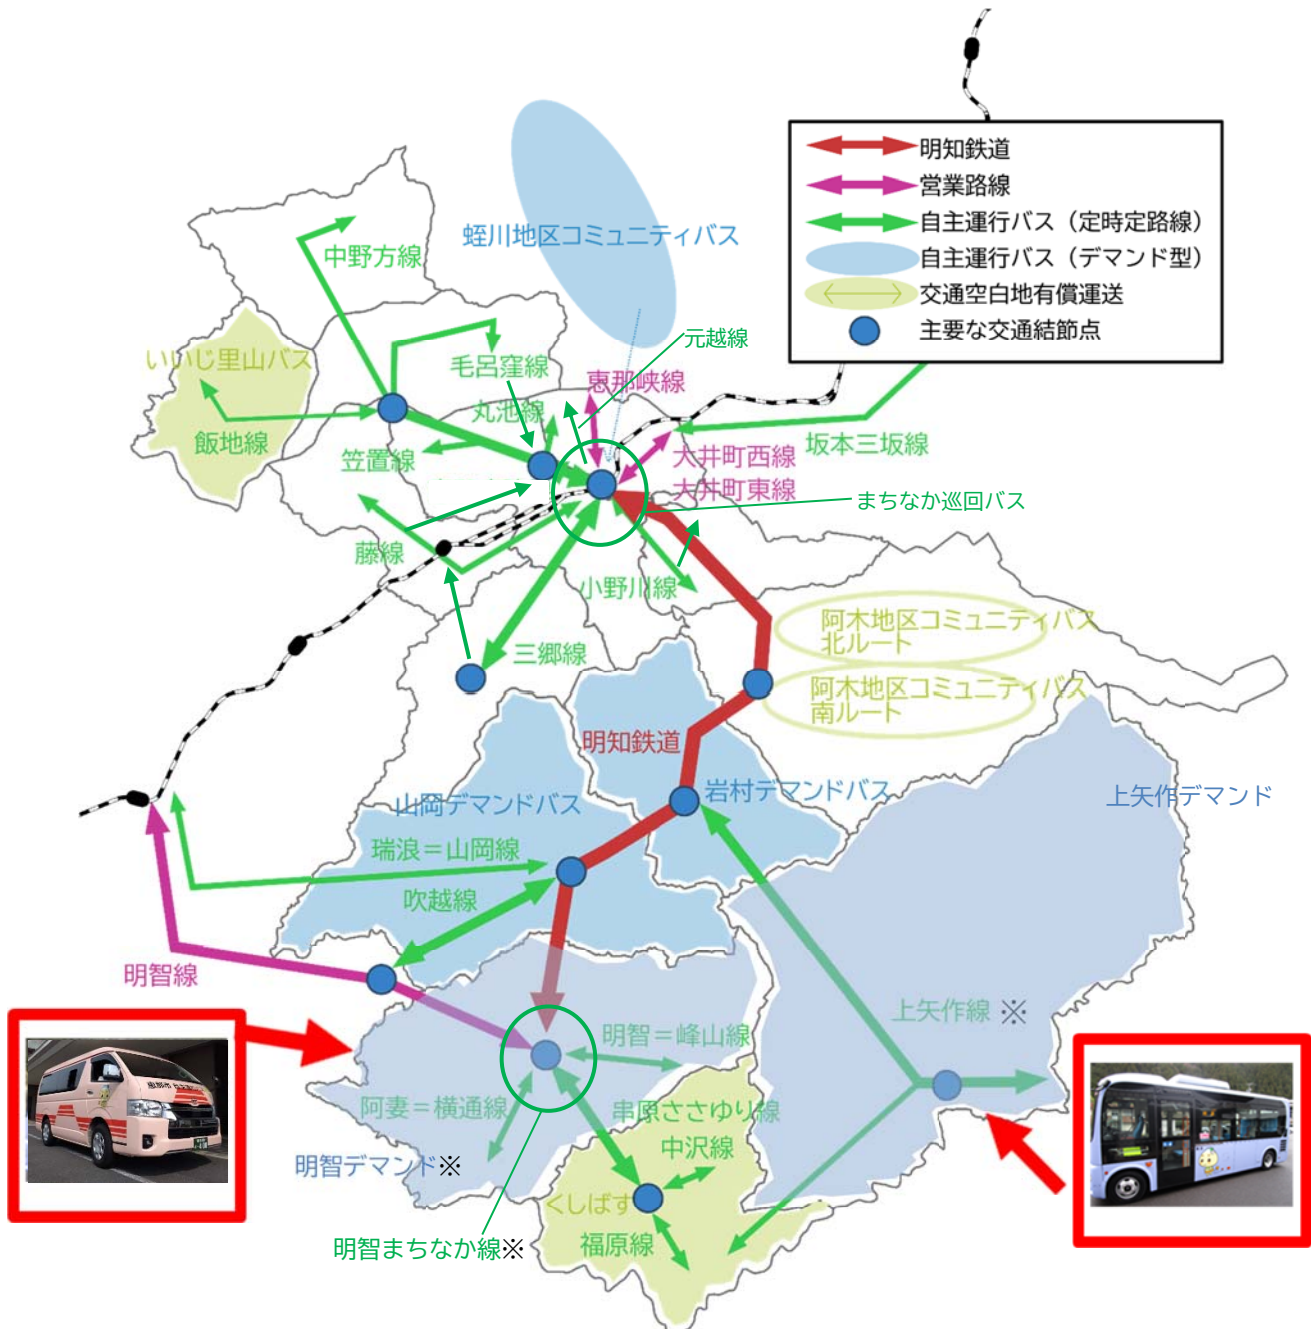 明知鉄道
営業路線
自主運行バス（定時定路線）
自主運行バス（デマンド型）
交通空白地有償運送
主要な交通結節点
蛭川地区コミュニティバス
中野方線
元越線
いいじ里山バス
毛呂窪線
恵那峡線
丸池線
飯地線
笠置線
坂本三坂線
大井町西線
大井町東線
まちなか巡回バス
藤線
小野川線
三郷線
阿木地区コミュニティバス
北ルート
阿木地区コミュニティバス
南ルート
明知鉄道
山岡デマンドバス
岩村デマンドバス
上矢作デマンド
瑞浪＝山岡線
吹越線
明智線
上矢作線 ※
明智＝峰山線
阿妻＝横通線
串原ささゆり線
中沢線
明智デマンド※
くしばす
福原線
明智まちなか線※